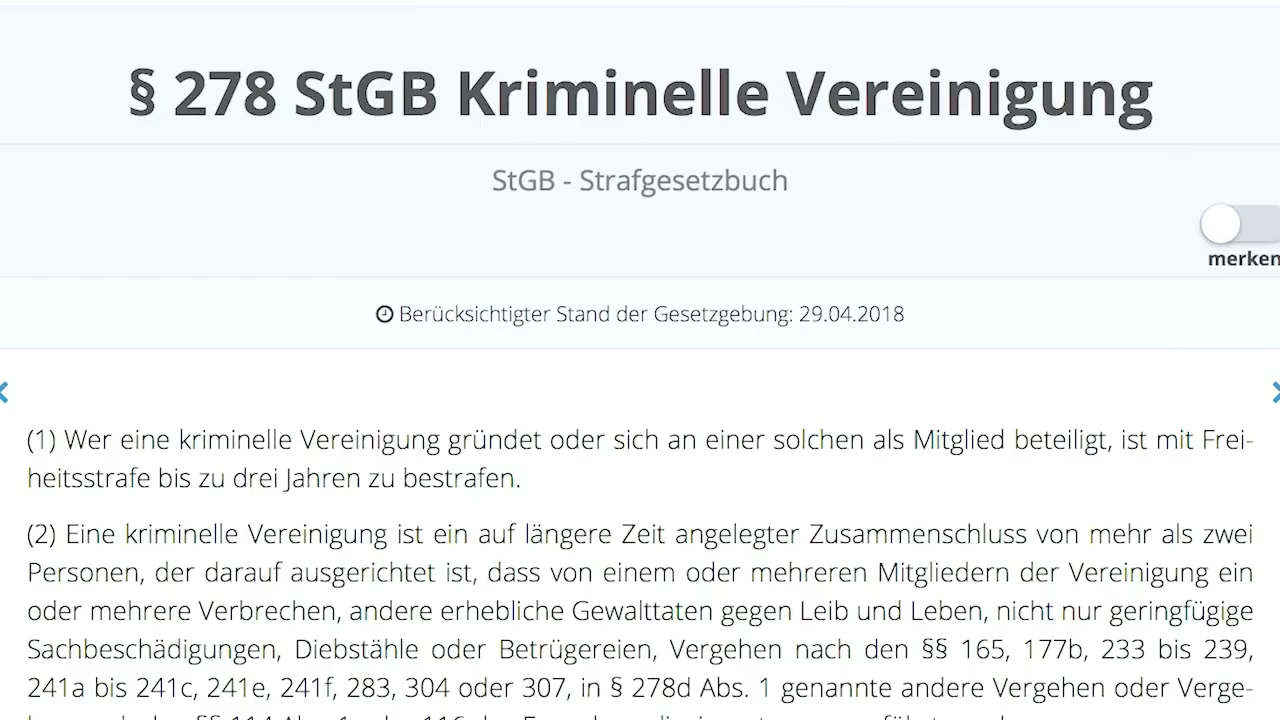 § 278 StGB Kriminelle Vereinigung
StGB - Strafgesetzbuch
merken
Berücksichtigter Stand der Gesetzgebung: 29.04.2018
(1) Wer eine kriminelle Vereinigung gründet oder sich an einer solchen als Mitglied beteiligt, ist mit Frei-
heitsstrafe bis zu drei Jahren zu bestrafen.
(2) Eine kriminelle Vereinigung ist ein auf längere Zeit angelegter Zusammenschluss von mehr als zwei
Personen, der darauf ausgerichtet ist, dass von einem oder mehreren Mitgliedern der Vereinigung ein
oder mehrere Verbrechen, andere erhebliche Gewalttaten gegen Leib und Leben, nicht nur geringfügige
Sachbeschädigungen, Diebstähle oder Betrügereien, Vergehen nach den §§ 165, 177b, 233 bis 239,
241a bis 241c, 241e, 241f, 283, 304 oder 307, in § 278d Abs. 1 genannte andere Vergehen oder Verge-